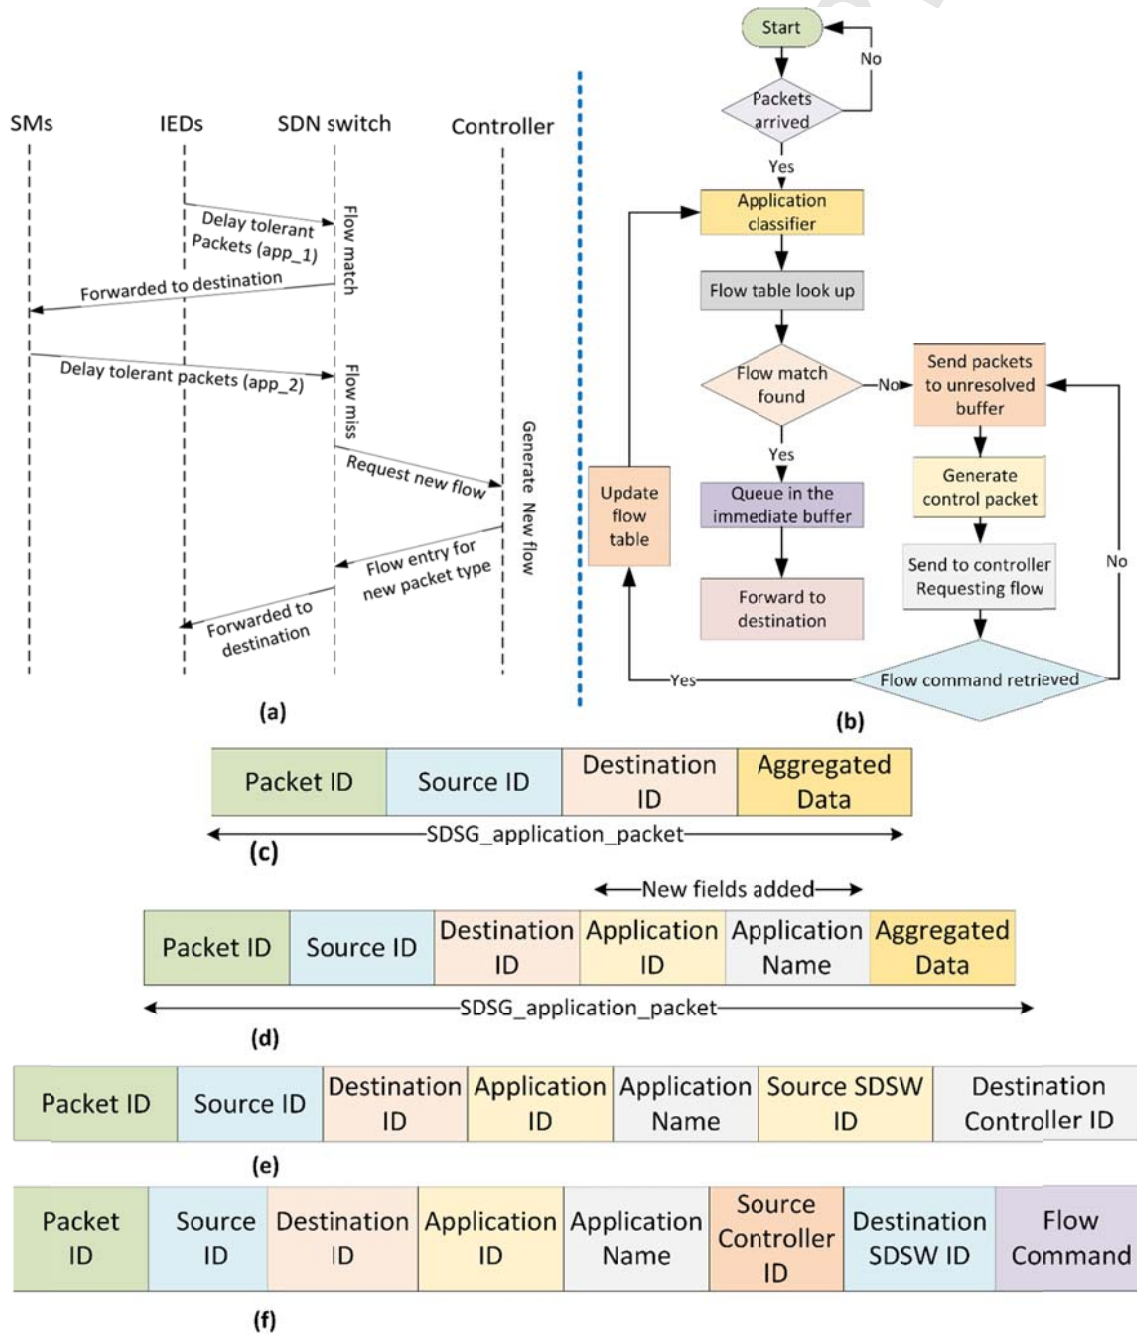 SMs
IEDs
SDN switch
Controller
Delay tolerant
Packets (app_1)
Flow match
Forwarded to destination
Delay tolerant packets (app_2)
Flow miss
Request new flow
Generate New flow
Flow entry for
new packet type
Forwarded to
destination
(a)
Start
No
Packets
arrived
Yes
Application
classifier
Flow table look up
Flow match
found
No
Send packets
to unresolved
buffer
Yes
Generate
control packet
Update
flow
table
Queue in the
immediate buffer
Send to controller
Requesting flow
No
Forward to
destination
Yes
Flow command retrieved
(b)
Packet ID
Source ID
Destination
ID
Aggregated
Data
SDSG_application_packet
(c)
New fields added
Packet ID
Source ID
Destination
ID
Application
ID
Application
Name
Aggregated
Data
SDSG_application_packet
(d)
Packet ID
Source ID
Destination
ID
Application
ID
Application
Name
Source SDSW
ID
Destination
Controller ID
(e)
Packet
ID
Source
ID
Destination
ID
Application
ID
Application
Name
Source
Controller
ID
Destination
SDSW ID
Flow
Command
(f)